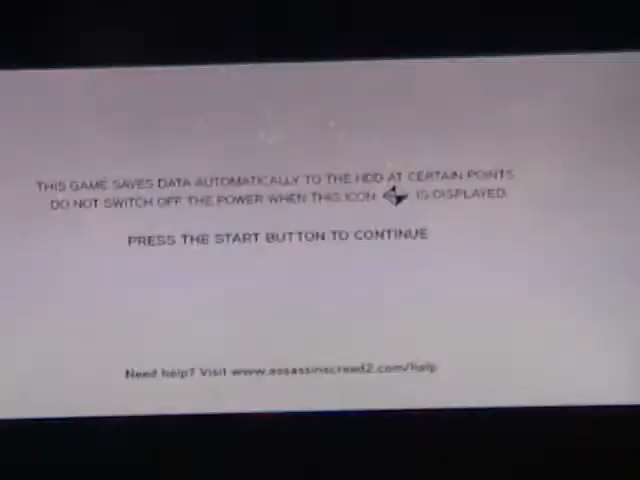 THIS GAME SAVES DATA AUTOMATICALLY TO THE HDD AT CERTAIN POINTS
DO NOT SWITCH OFF THE POWER WHEN THIS ICON IS DISPLAYED.
PRESS THE START BUTTON TO CONTINUE
Need help? Visit www.assassinscreed2.com/help